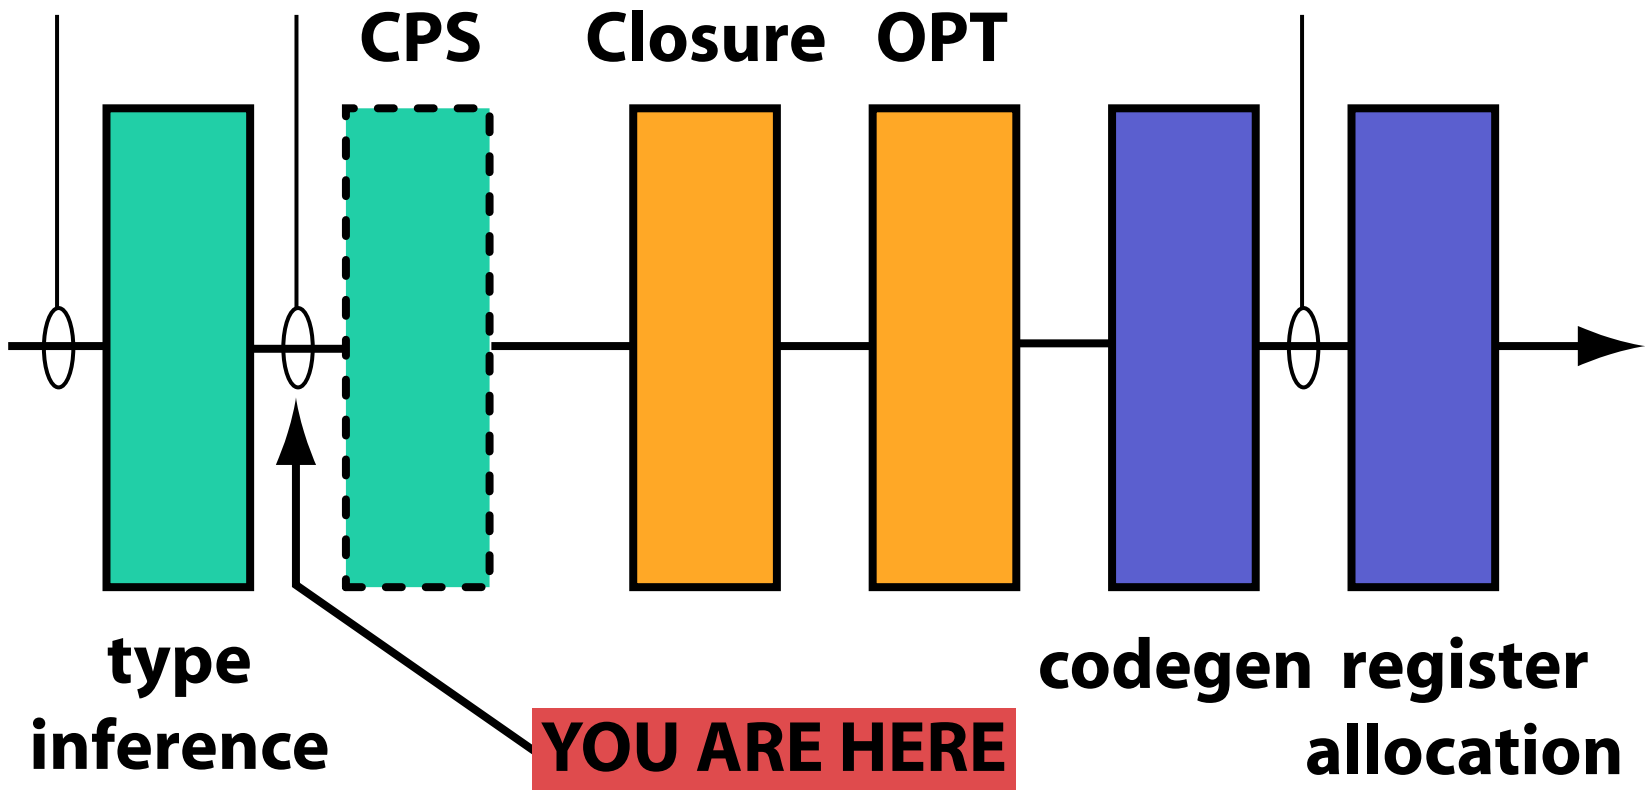 CPS
Closure
OPT
type
inference
YOU ARE HERE
codegen
register
allocation